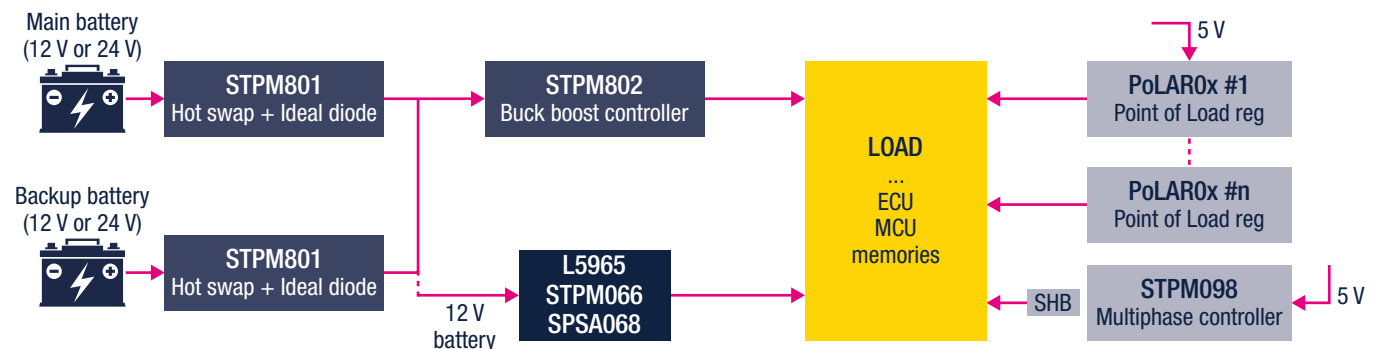 Main battery
(12 V or 24 V)
STPM801
Hot swap + Ideal diode
STPM802
Buck boost controller
Backup battery
(12 V or 24 V)
STPM801
Hot swap + Ideal diode
12 V
battery
L5965
STPM066
SPSA068
LOAD
...
ECU
MCU
memories
5 V
PoLAR0x #1
Point of Load reg
PoLAR0x #n
Point of Load reg
SHB
STPM098
Multiphase controller
5 V